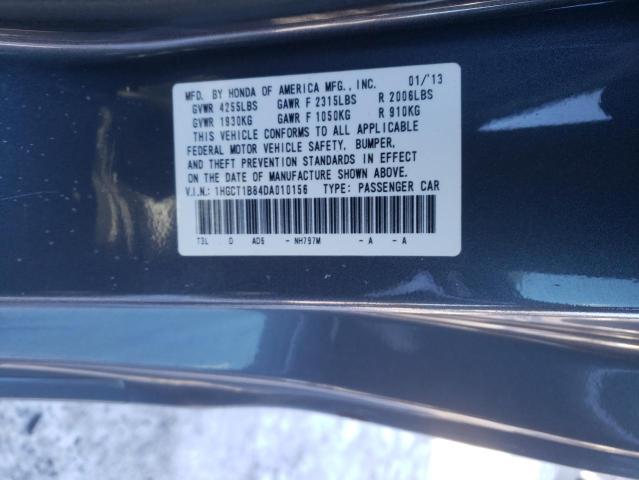 MFD. BY HONDA OF AMERICA MFG., INC. 01/'13
GVWR 4255LBS GAWR F 2315LBS R 2006LBS
GVWR 1930KG GAWR F 1050KG R 910KG
THIS VEHICLE CONFORMS TO ALL APPLICABLE
FEDERAL MOTOR VEHICLE SAFETY, BUMPER,
AND THEFT PREVENTION STANDARDS IN EFFECT
ON THE DATE OF MANUFACTURE SHOWN ABOVE.
V.I.N.: 1HGCT1B84DA010156 TYPE: PASSENGER CAR
T3L D AD5 - NH797M - A - A